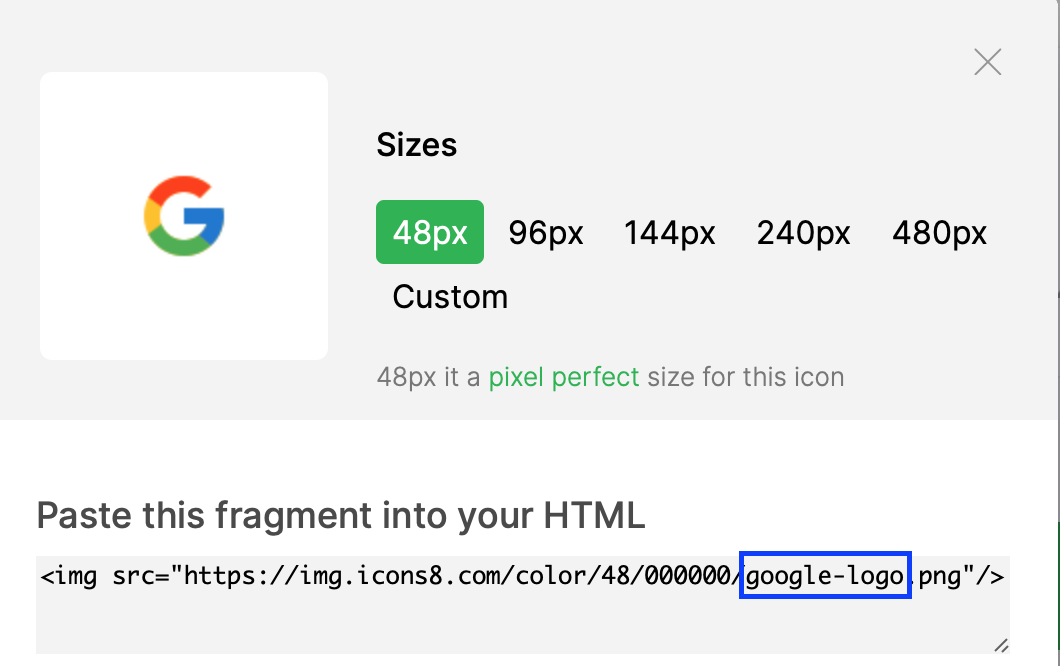 Sizes
48px 96px 144px 240px 480px
Custom
48px it a pixel perfect size for this icon
Paste this fragment into your HTML
<img src="https://img.icons8.com/color/48/000000/google-logo.png"/>